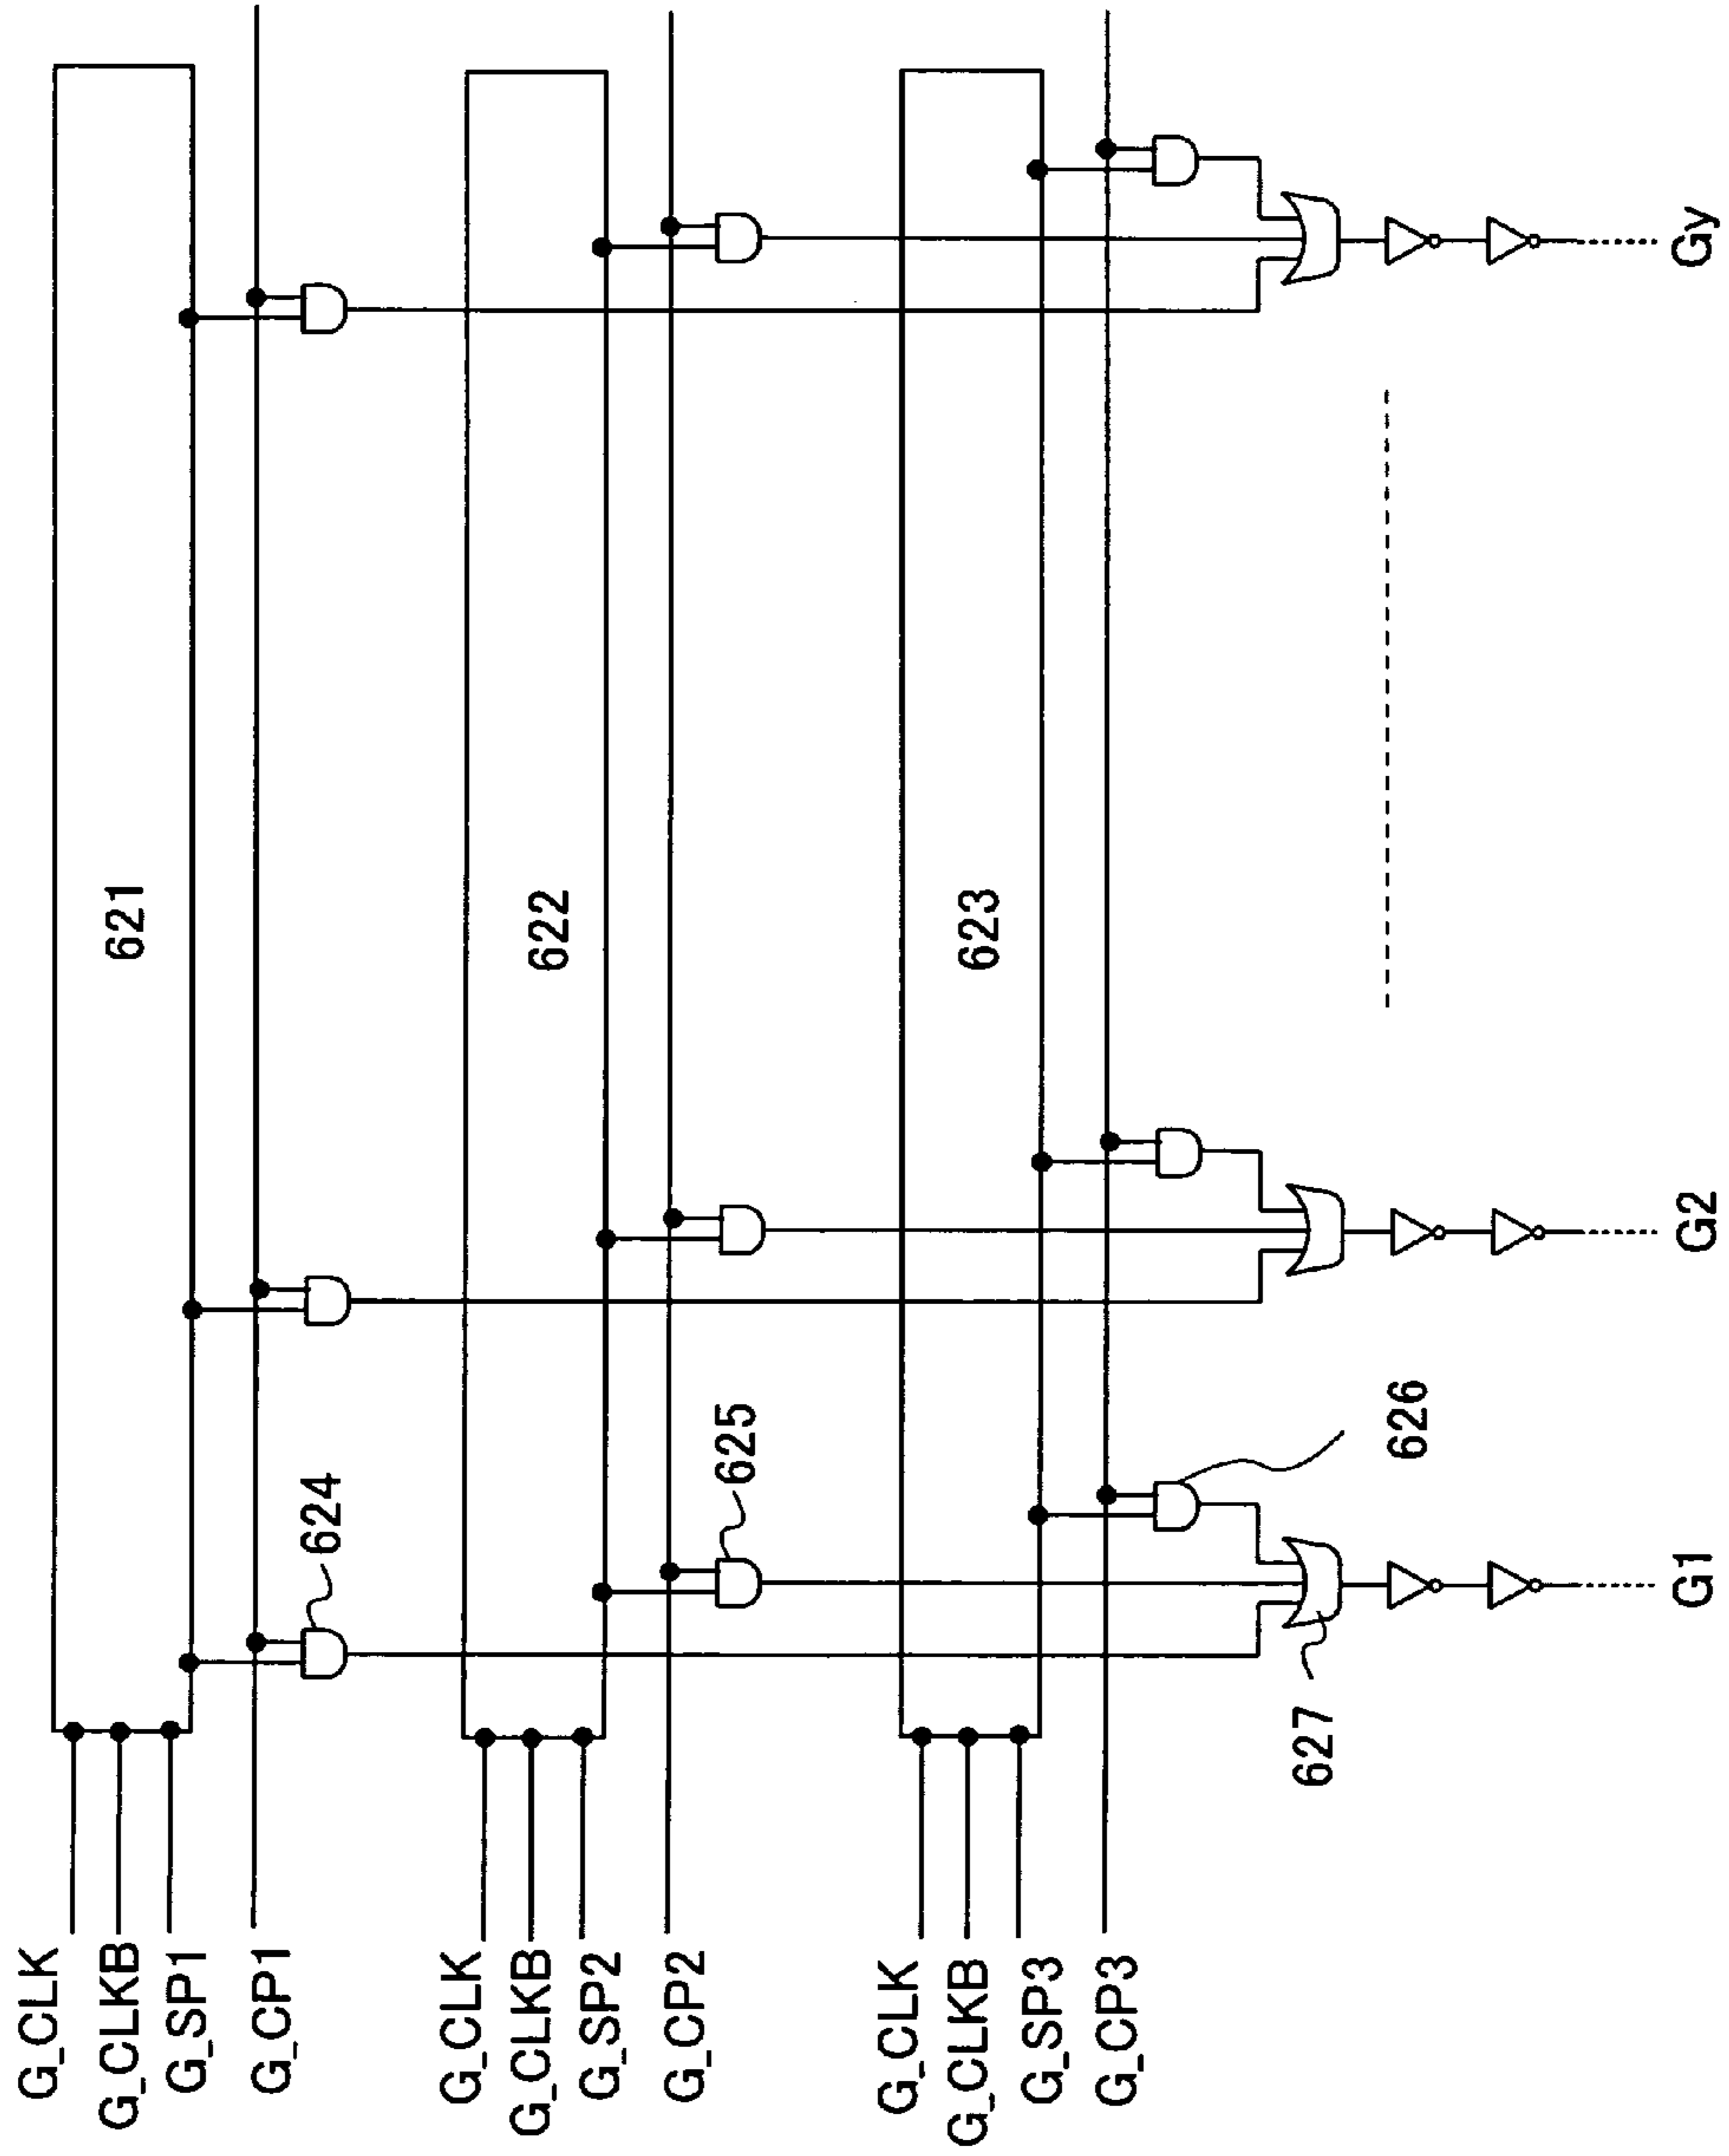 G_CLK
G_CLKB
G_SP1
G_CP1
G_CLK
G_CLKB
G_SP2
G_CP2
G_CLK
G_CLKB
G_SP3
G_CP3
621
622
623
624
625
626
627
G1
G2
Gy